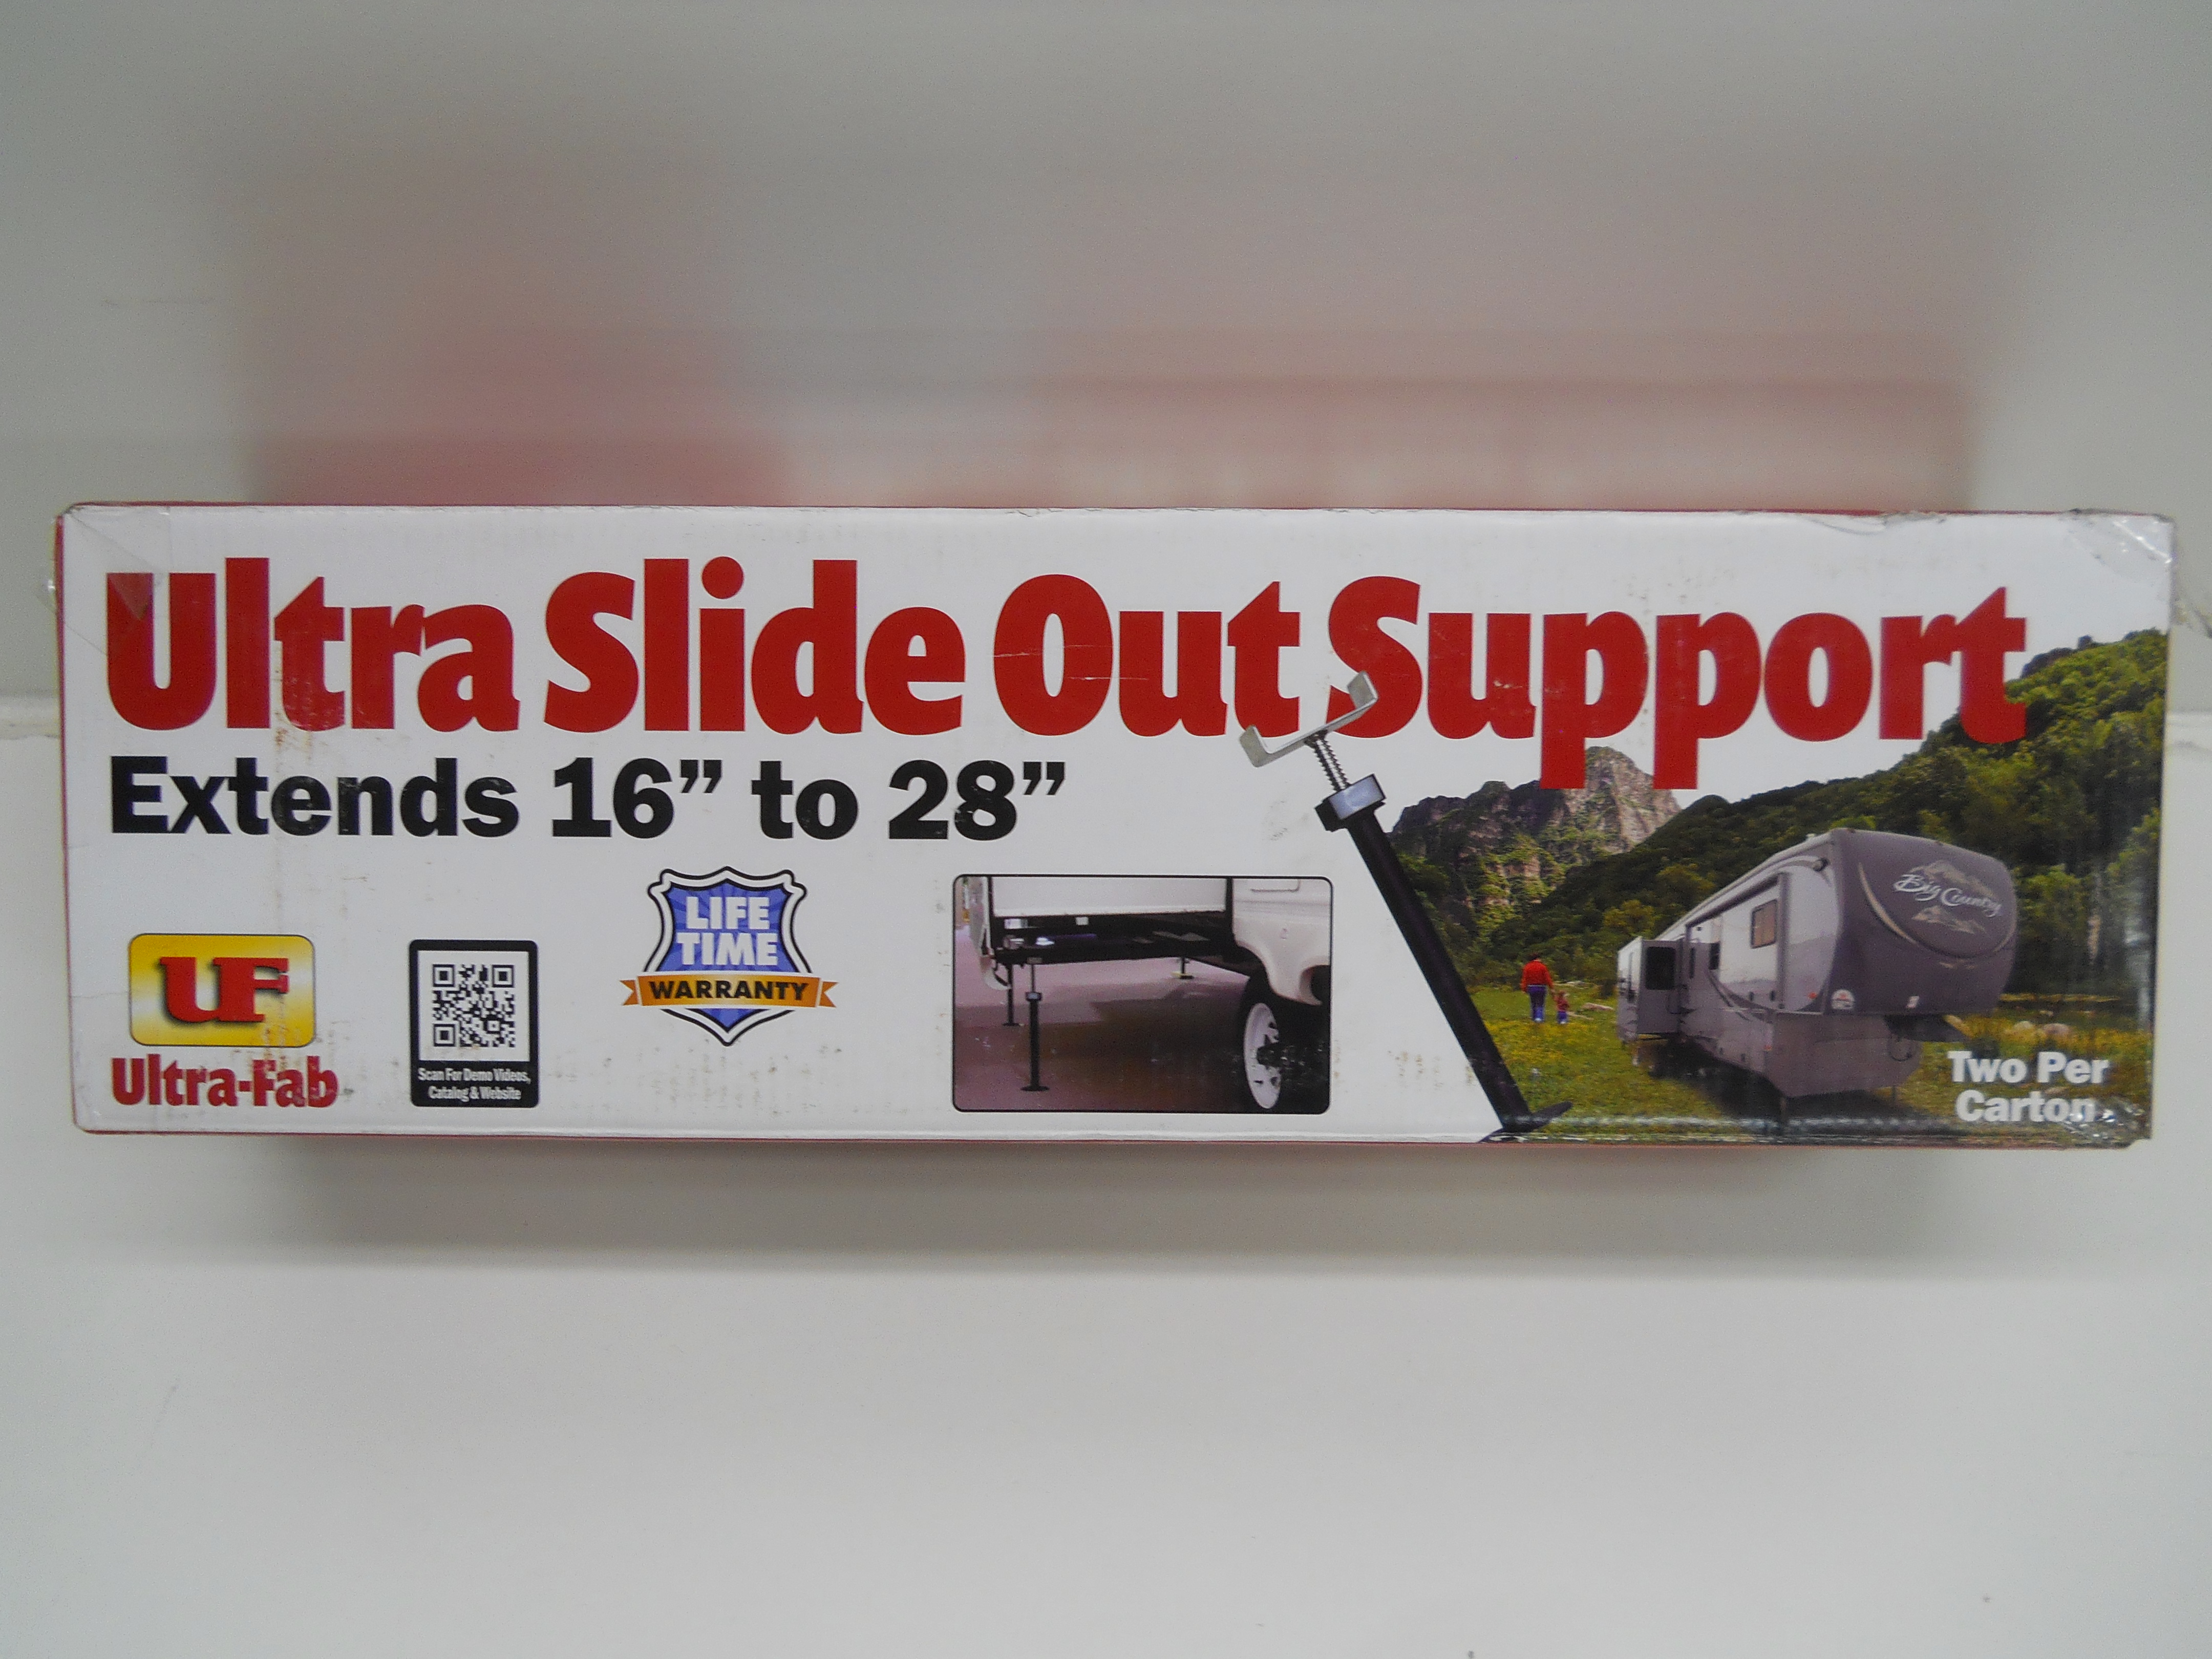 Ultra Slide Out Support
Extends 16” to 28”
LIFE
TIME
WARRANTY
UF
Ultra-Fab
Scan For Demo Videos,
Catalog & Website
Big Country
Two Per
Carton